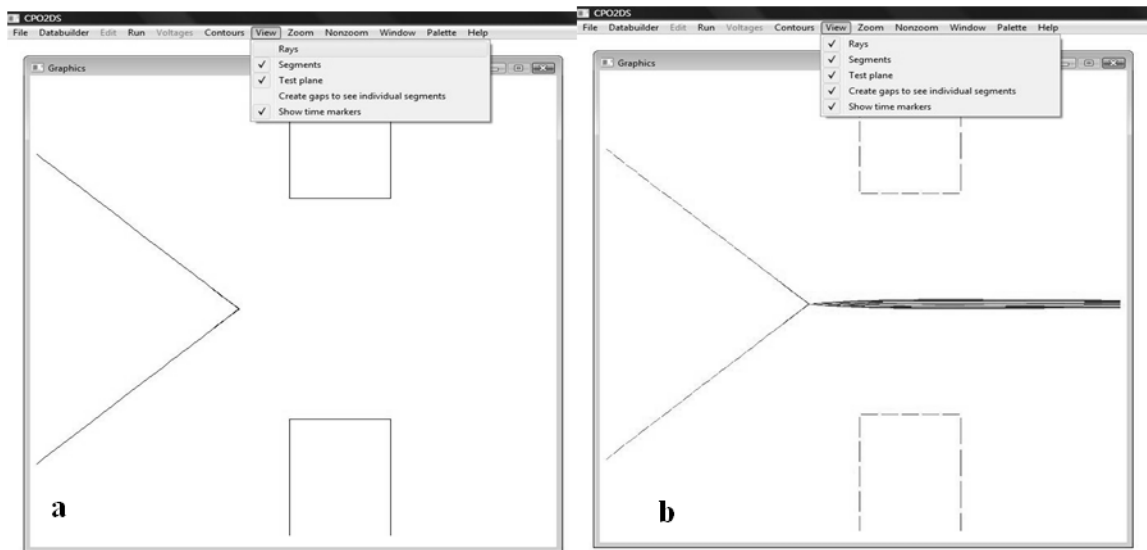 CPO2DS
File Databuilder Edit Run Voltages Contours View Zoom Nonzoom Window Palette Help
Graphics
Rays
Segments
Test plane
Create gaps to see individual segments
Show time markers
a
CPO2DS
File Databuilder Edit Run Voltages Contours View Zoom Nonzoom Window Palette Help
Graphics
Rays
Segments
Test plane
Create gaps to see individual segments
Show time markers
b